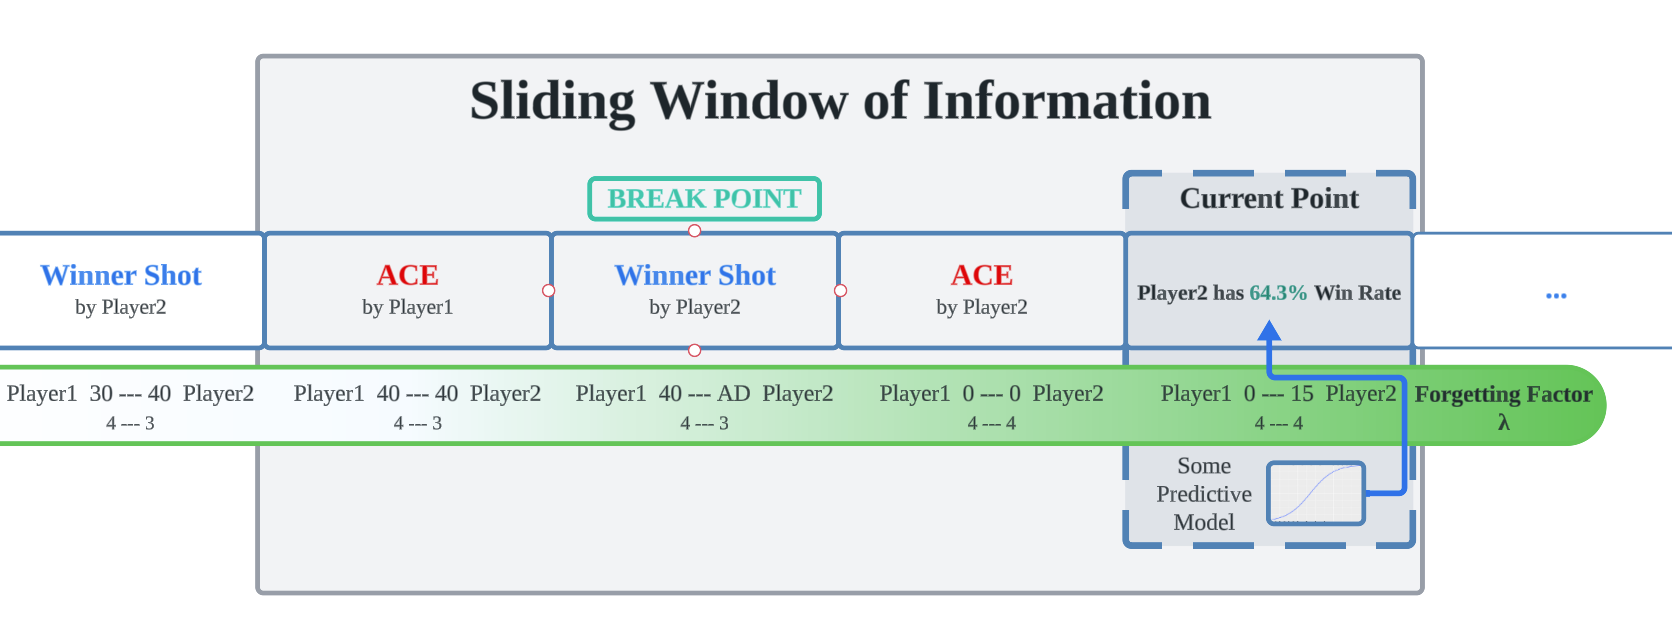 Sliding Window of Information
BREAK POINT
Current Point
Winner Shot
by Player2
ACE
by Player1
Winner Shot
by Player2
ACE
by Player2
Player2 has 64.3% Win Rate
...
Player1 30 --- 40 Player2
4 --- 3
Player1 40 --- 40 Player2
4 --- 3
Player1 40 --- AD Player2
4 --- 3
Player1 0 --- 0 Player2
4 --- 4
Player1 0 --- 15 Player2
4 --- 4
Forgetting Factor
λ
Some
Predictive
Model